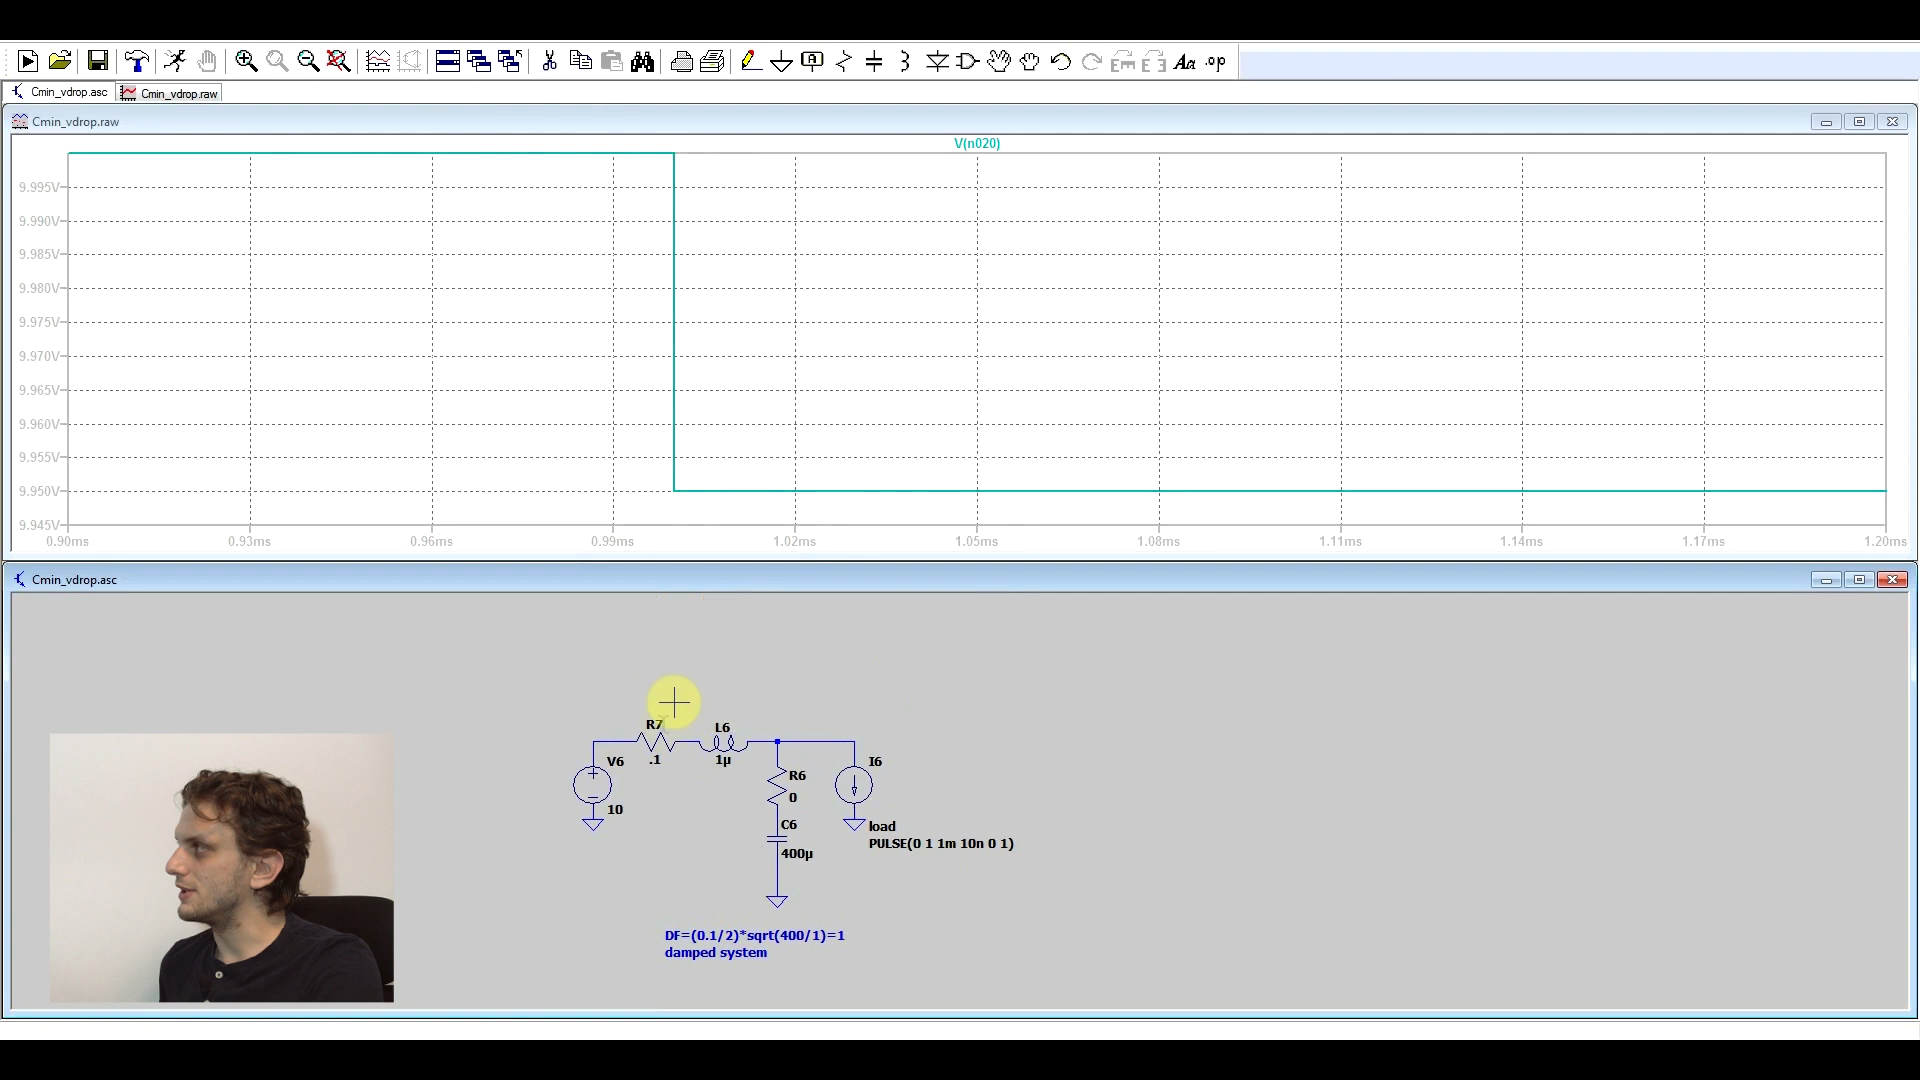 Cmin_vdrop.asc
Cmin_vdrop.raw
Cmin_vdrop.raw
V(n020)
9.995V
9.990V
9.985V
9.980V
9.975V
9.970V
9.965V
9.960V
9.955V
9.950V
9.945V
0.90ms 0.93ms 0.96ms 0.99ms 1.02ms 1.05ms 1.08ms 1.11ms 1.14ms 1.17ms 1.20ms
Cmin_vdrop.asc
R7
.1
L6
1µ
V6
10
R6
0
C6
400µ
I6
load
PULSE(0 1 1m 10n 0 1)
DF=(0.1/2)*sqrt(400/1)=1
damped system